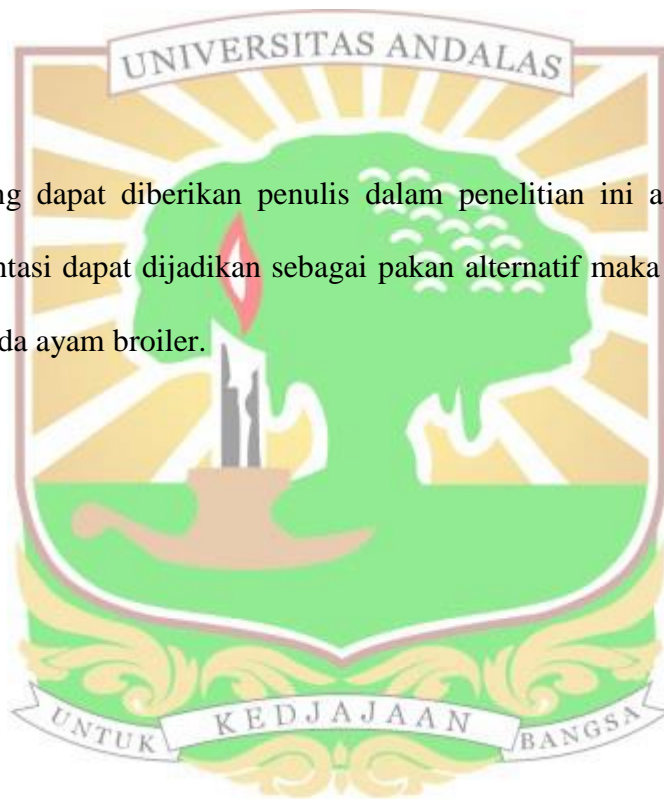 UNIVERSITAS ANDALAS
ng dapat diberikan penulis dalam penelitian ini a
ntasi dapat dijadikan sebagai pakan alternatif maka
da ayam broiler.
UNTUK KEDJAJAAN BANGSA